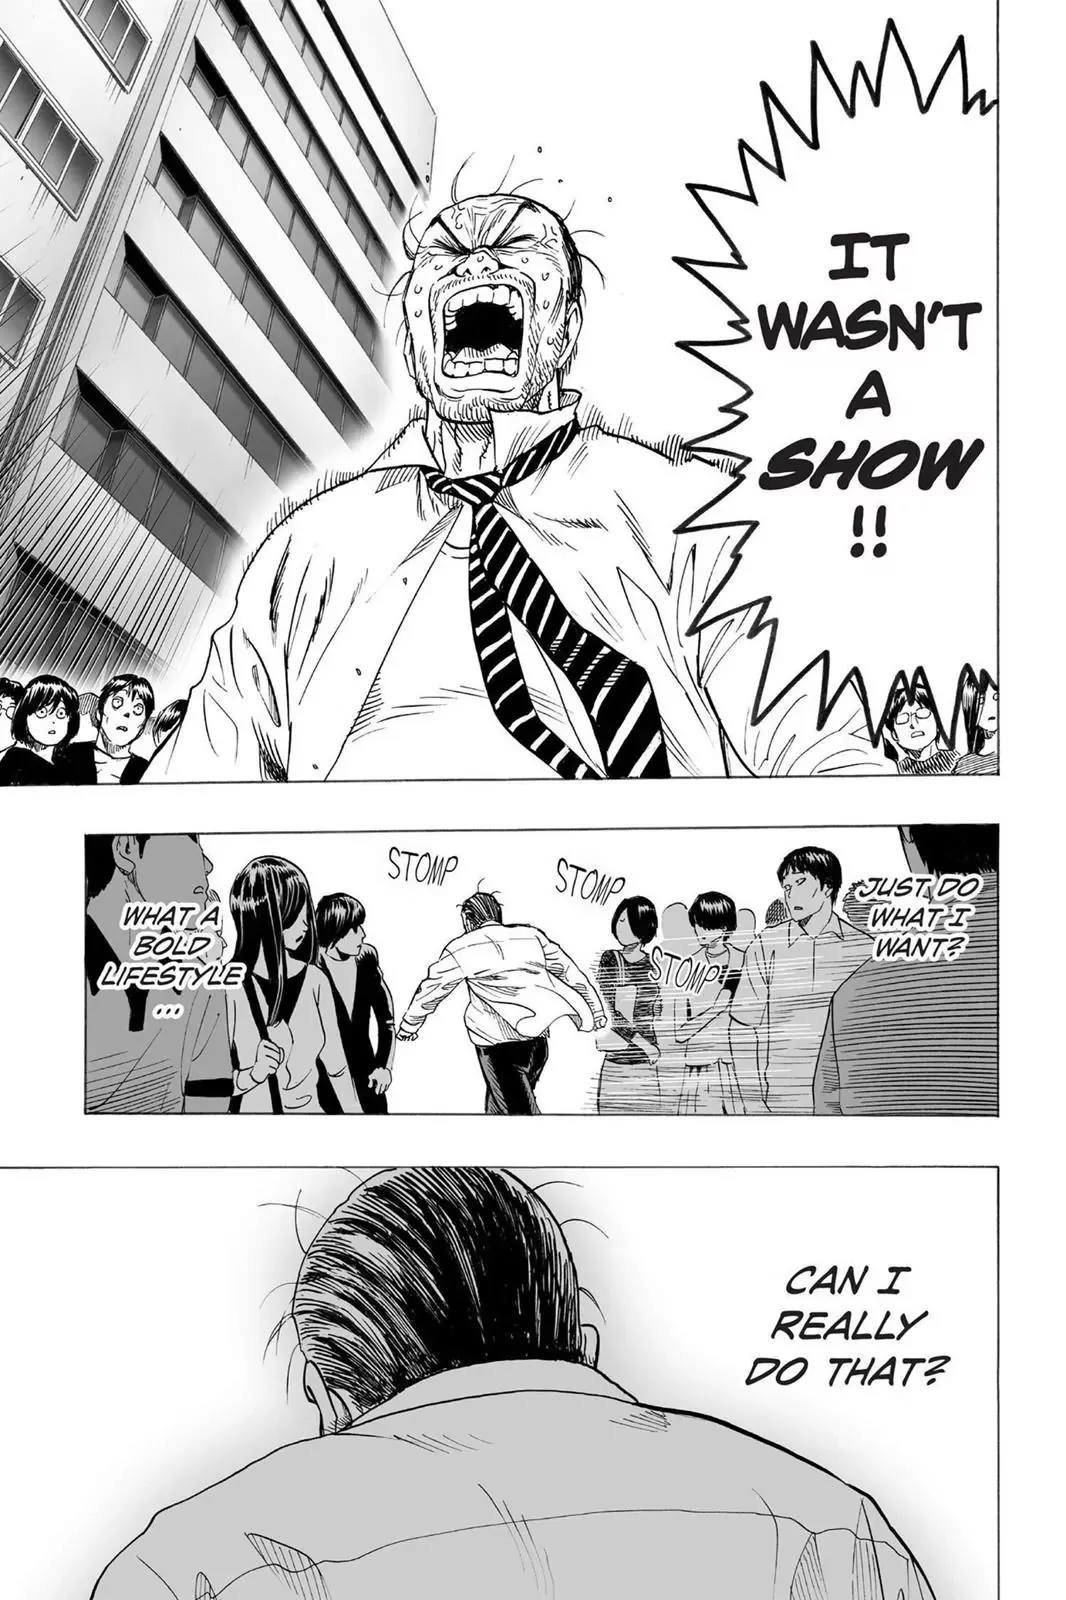 IT
WASN'T
A
SHOW
!!
JUST DO
WHAT I
WANT?
STOMP
STOMP
STOMP
WHAT A
BOLD
LIFESTYLE
...
CAN I
REALLY
DO THAT?